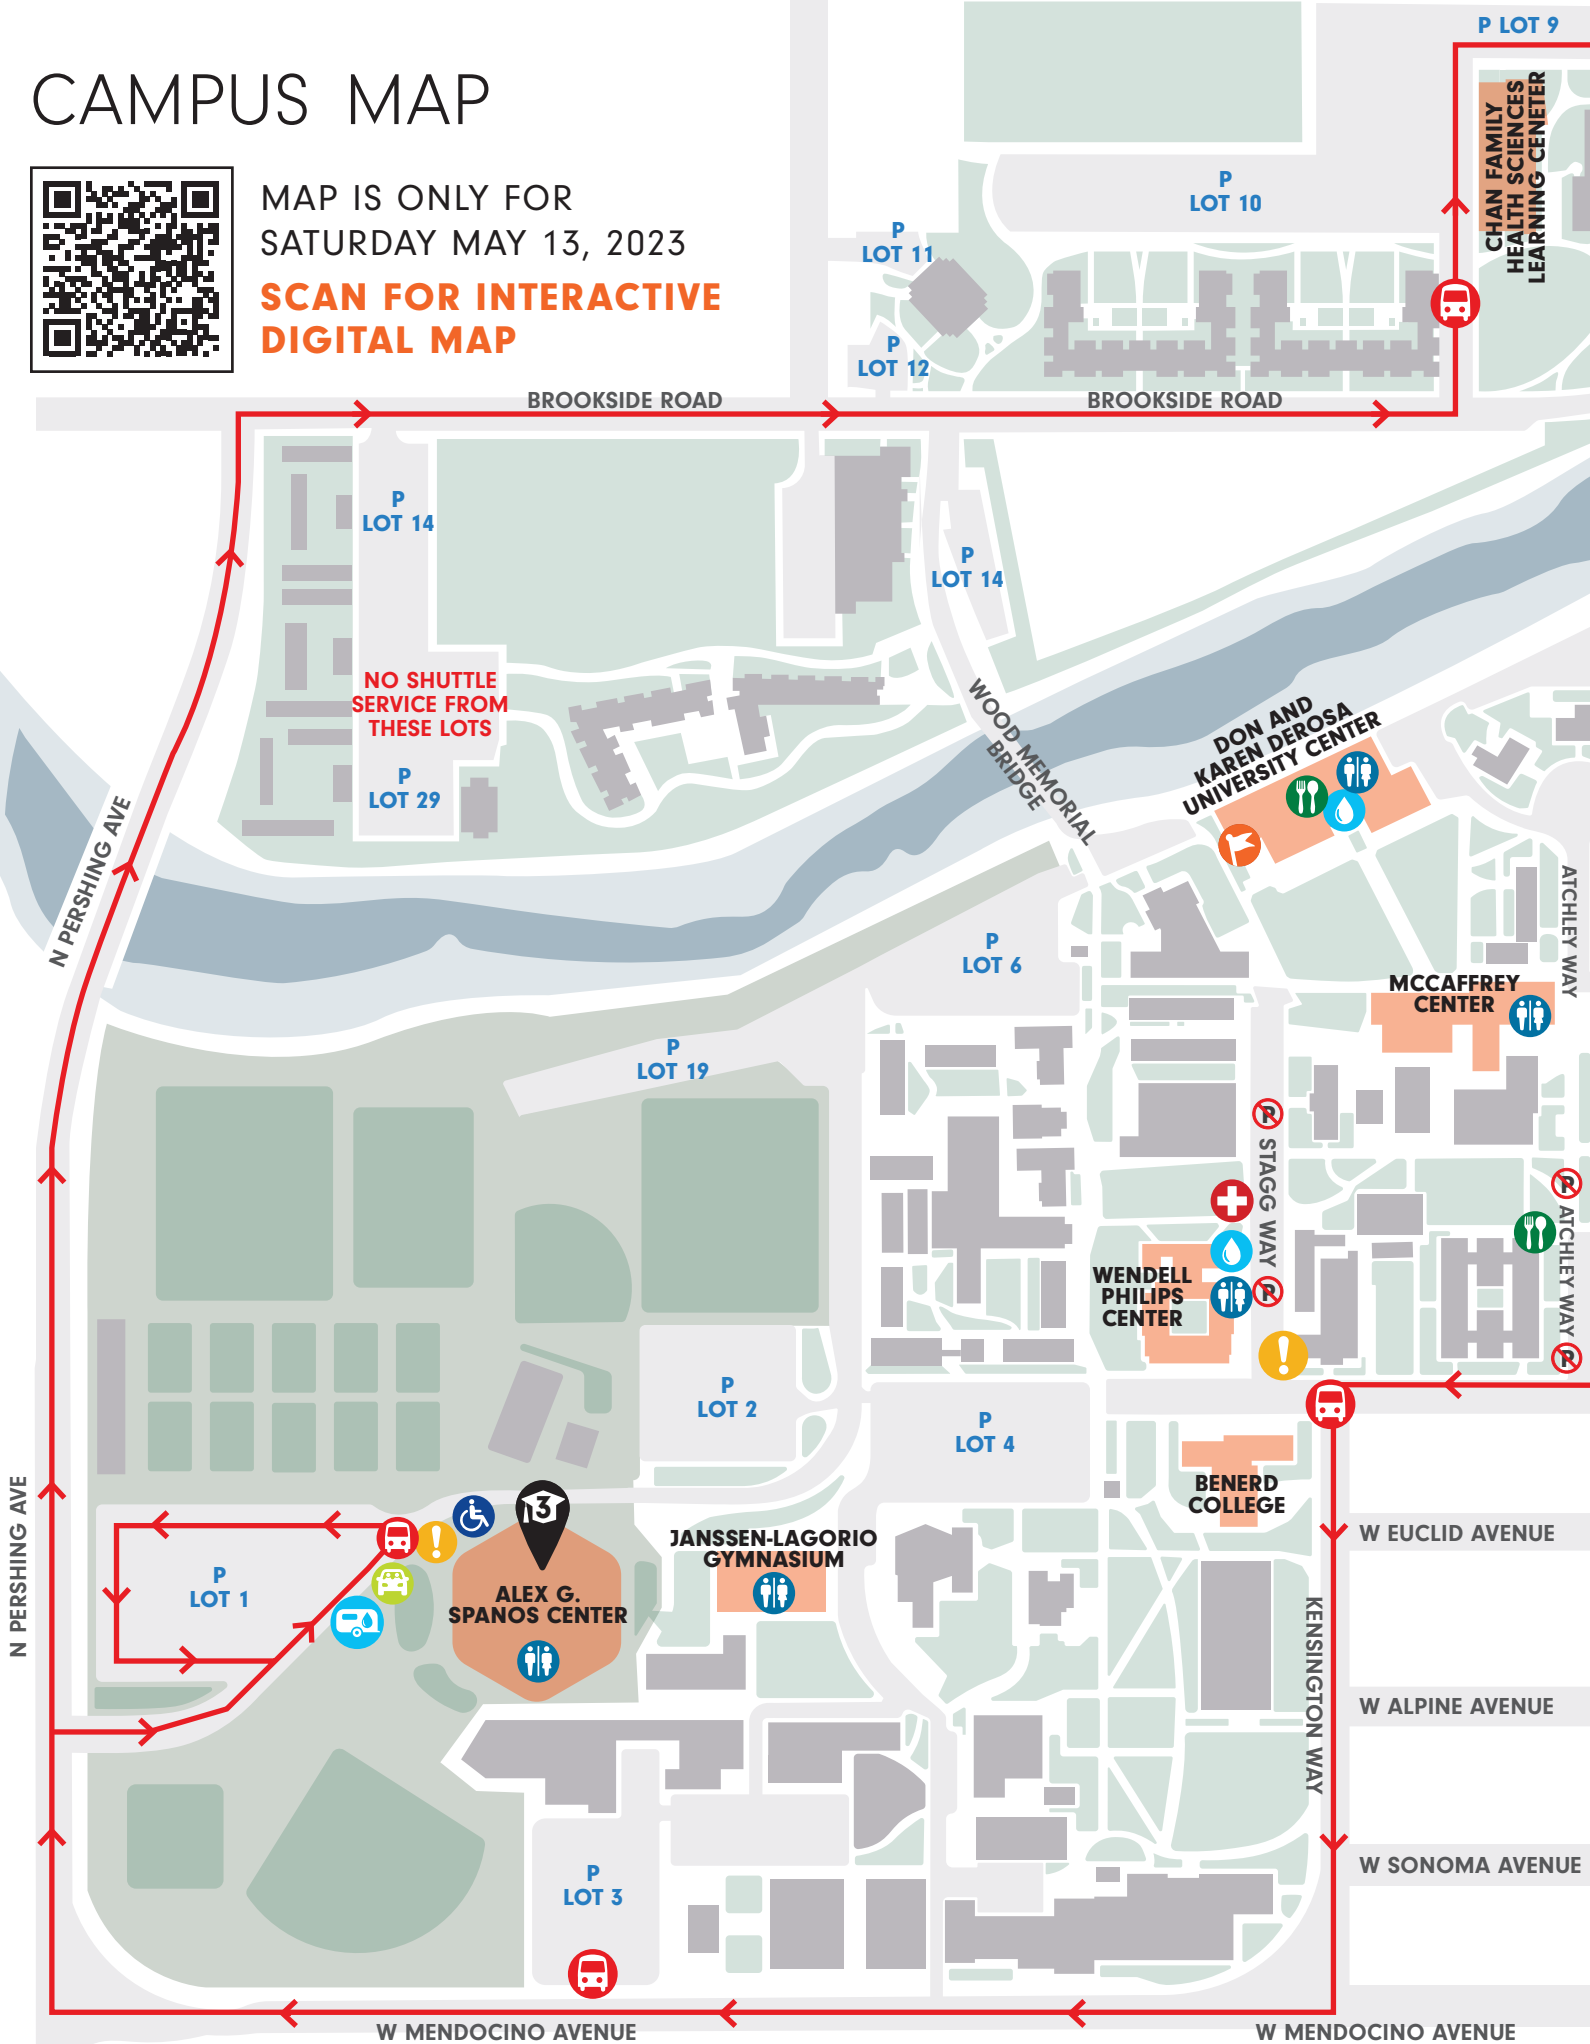 CAMPUS MAP
MAP IS ONLY FOR
SATURDAY MAY 13, 2023
SCAN FOR INTERACTIVE
DIGITAL MAP
P LOT 9
CHAN FAMILY
HEALTH SCIENCES
LEARNING CENETER
P
LOT 10
P
LOT 11
P
LOT 12
BROOKSIDE ROAD
BROOKSIDE ROAD
P
LOT 14
P
LOT 14
NO SHUTTLE
SERVICE FROM
THESE LOTS
P
LOT 29
WOOD MEMORIAL
BRIDGE
DON AND
KAREN DEROSA
UNIVERSITY CENTER
N PERSHING AVE
ATCHLEY WAY
P
LOT 6
MCCAFFREY
CENTER
P
LOT 19
P
STAGG WAY
P
P
ATCHLEY WAY
P
WENDELL
PHILIPS
CENTER
P
LOT 2
P
LOT 4
BENERD
COLLEGE
N PERSHING AVE
3
JANSSEN-LAGORIO
GYMNASIUM
W EUCLID AVENUE
P
LOT 1
ALEX G.
SPANOS CENTER
KENSINGTON WAY
W ALPINE AVENUE
W SONOMA AVENUE
P
LOT 3
W MENDOCINO AVENUE
W MENDOCINO AVENUE